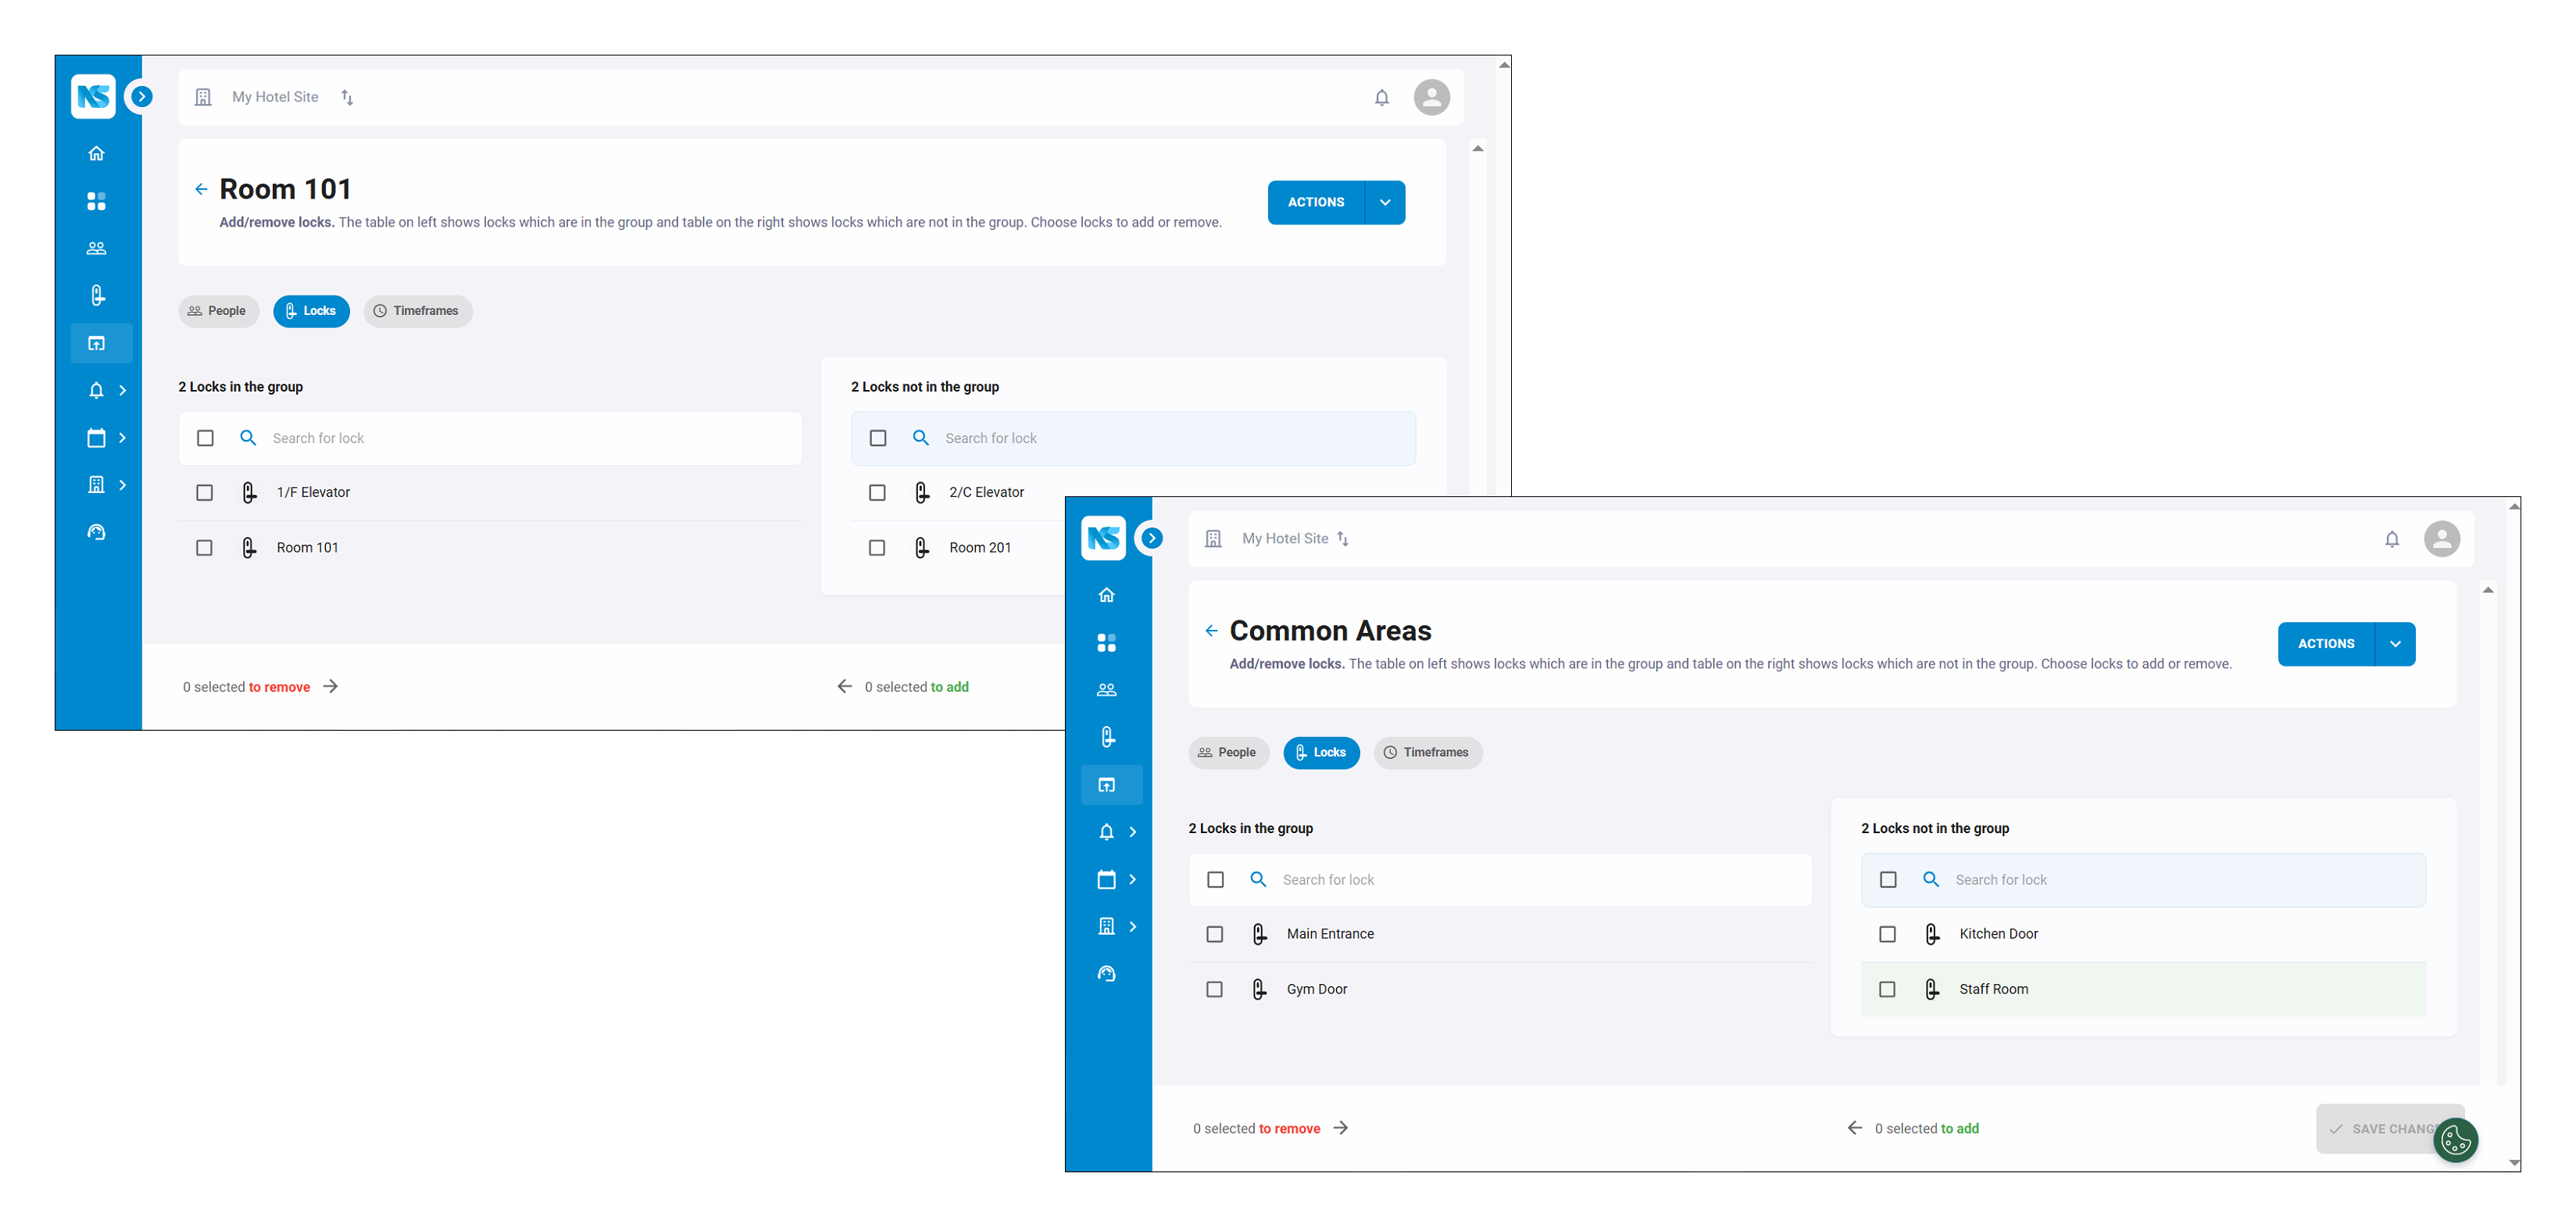 NS
My Hotel Site
Room 101
ACTIONS
Add/remove locks. The table on left shows locks which are in the group and table on the right shows locks which are not in the group. Choose locks to add or remove.
People
Locks
Timeframes
2 Locks in the group
Search for lock
1/F Elevator
Room 101
2 Locks not in the group
Search for lock
2/C Elevator
Room 201
0 selected to remove
0 selected to add
NS
My Hotel Site
Common Areas
ACTIONS
Add/remove locks. The table on left shows locks which are in the group and table on the right shows locks which are not in the group. Choose locks to add or remove.
People
Locks
Timeframes
2 Locks in the group
Search for lock
Main Entrance
Gym Door
2 Locks not in the group
Search for lock
Kitchen Door
Staff Room
0 selected to remove
0 selected to add
SAVE